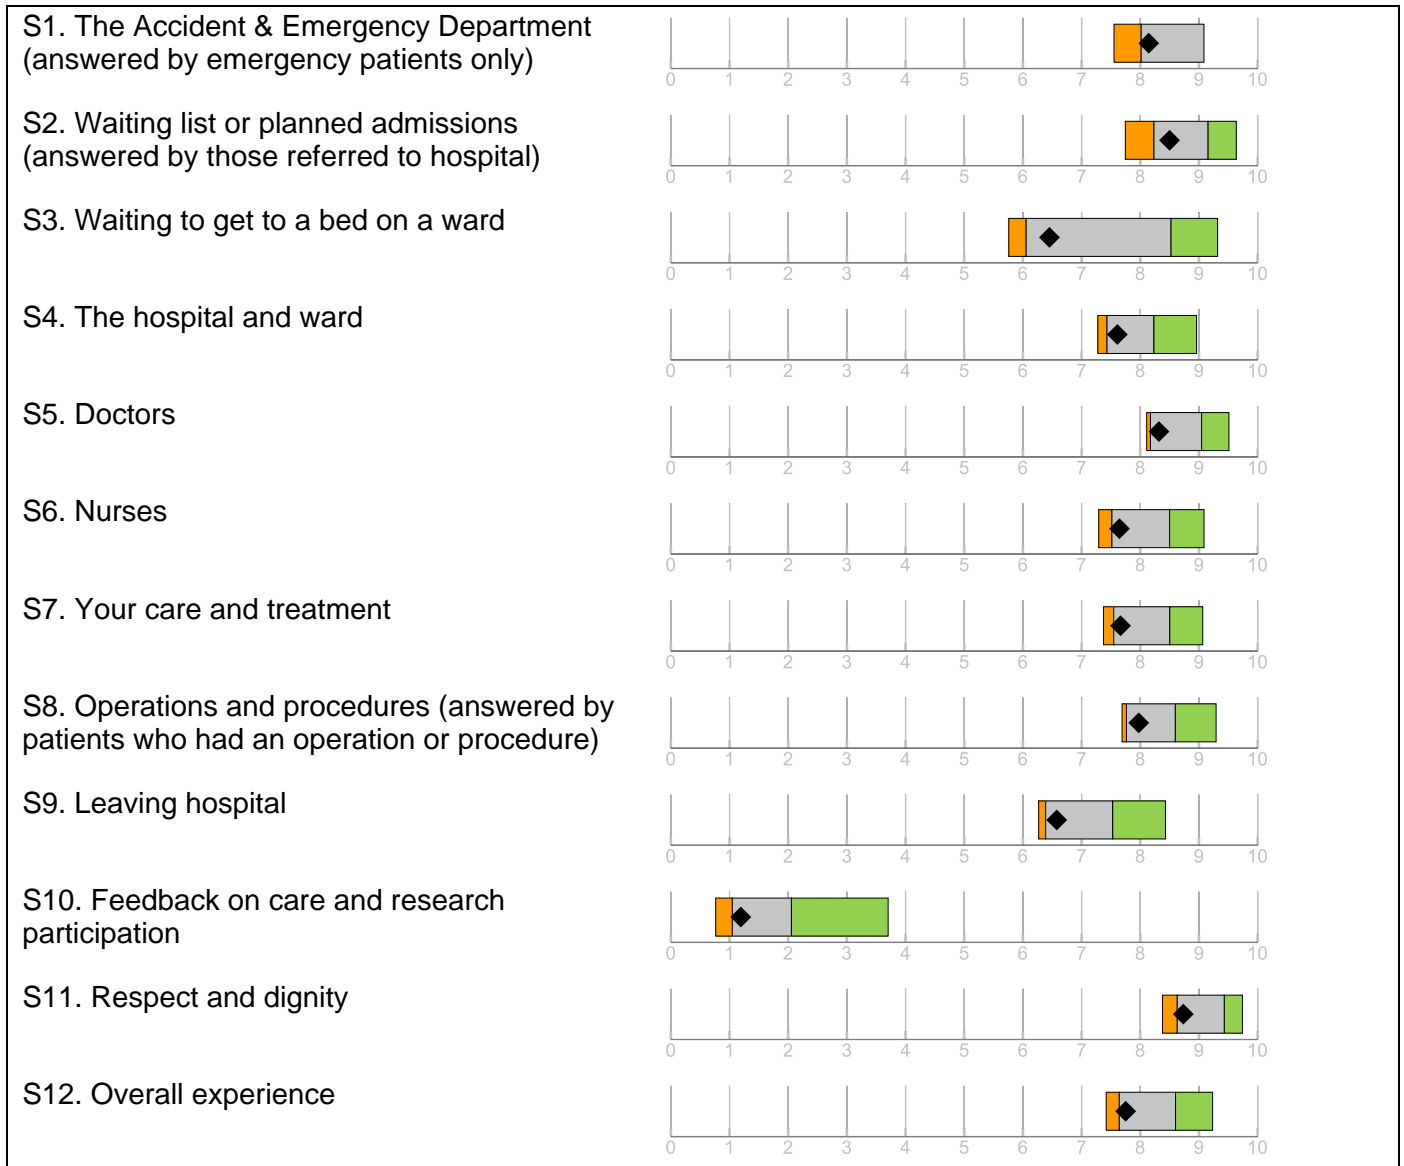 S1. The Accident & Emergency Department
(answered by emergency patients only)
0 1 2 3 4 5 6 7 8 9 10
S2. Waiting list or planned admissions
(answered by those referred to hospital)
0 1 2 3 4 5 6 7 8 9 10
S3. Waiting to get to a bed on a ward
0 1 2 3 4 5 6 7 8 9 10
S4. The hospital and ward
0 1 2 3 4 5 6 7 8 9 10
S5. Doctors
0 1 2 3 4 5 6 7 8 9 10
S6. Nurses
0 1 2 3 4 5 6 7 8 9 10
S7. Your care and treatment
0 1 2 3 4 5 6 7 8 9 10
S8. Operations and procedures (answered by
patients who had an operation or procedure)
0 1 2 3 4 5 6 7 8 9 10
S9. Leaving hospital
0 1 2 3 4 5 6 7 8 9 10
S10. Feedback on care and research
participation
0 1 2 3 4 5 6 7 8 9 10
S11. Respect and dignity
0 1 2 3 4 5 6 7 8 9 10
S12. Overall experience
0 1 2 3 4 5 6 7 8 9 10